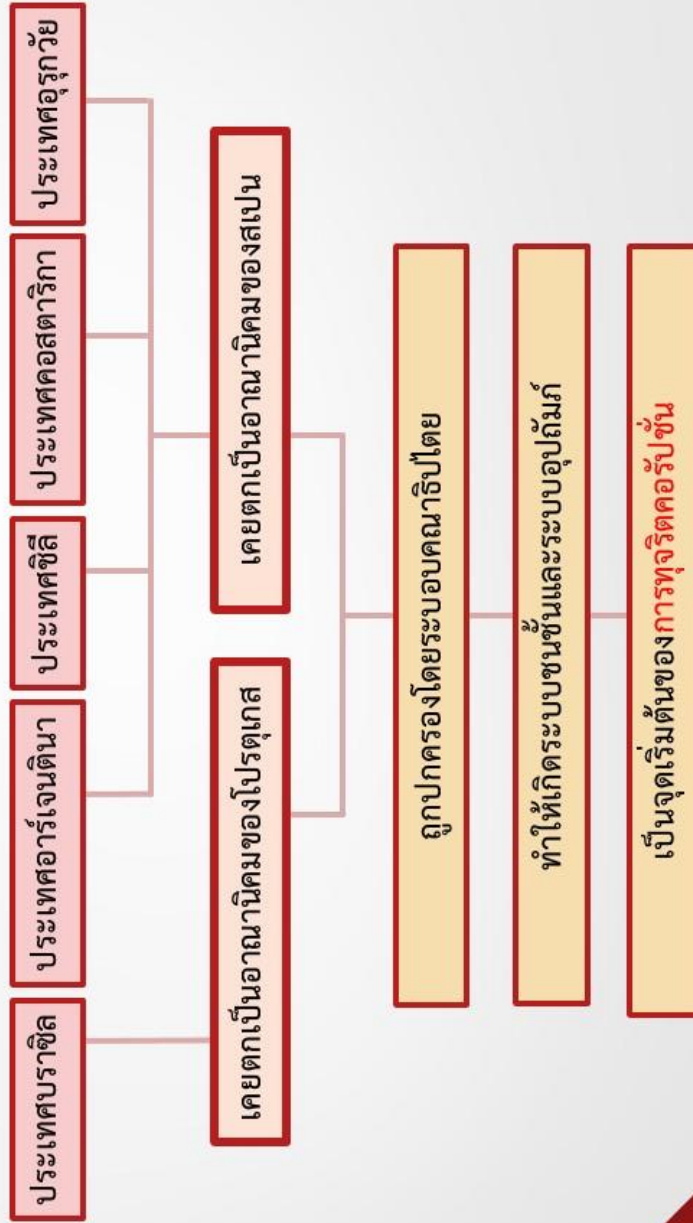 ประเทศบราซิล
ประเทศอาร์เจนตินา
ประเทศชิลี
ประเทศคอสตาริกา
ประเทศอุรุกวัย
เคยตกเป็นอาณานิคมของโปรตุเกส
เคยตกเป็นอาณานิคมของสเปน
ถูกปกครองโดยระบอบคณาธิปไตย
ทำให้เกิดระบบชนชั้นและระบบอุปถัมภ์
เป็นจุดเริ่มต้นของการทุจริตคอรัปชั่น